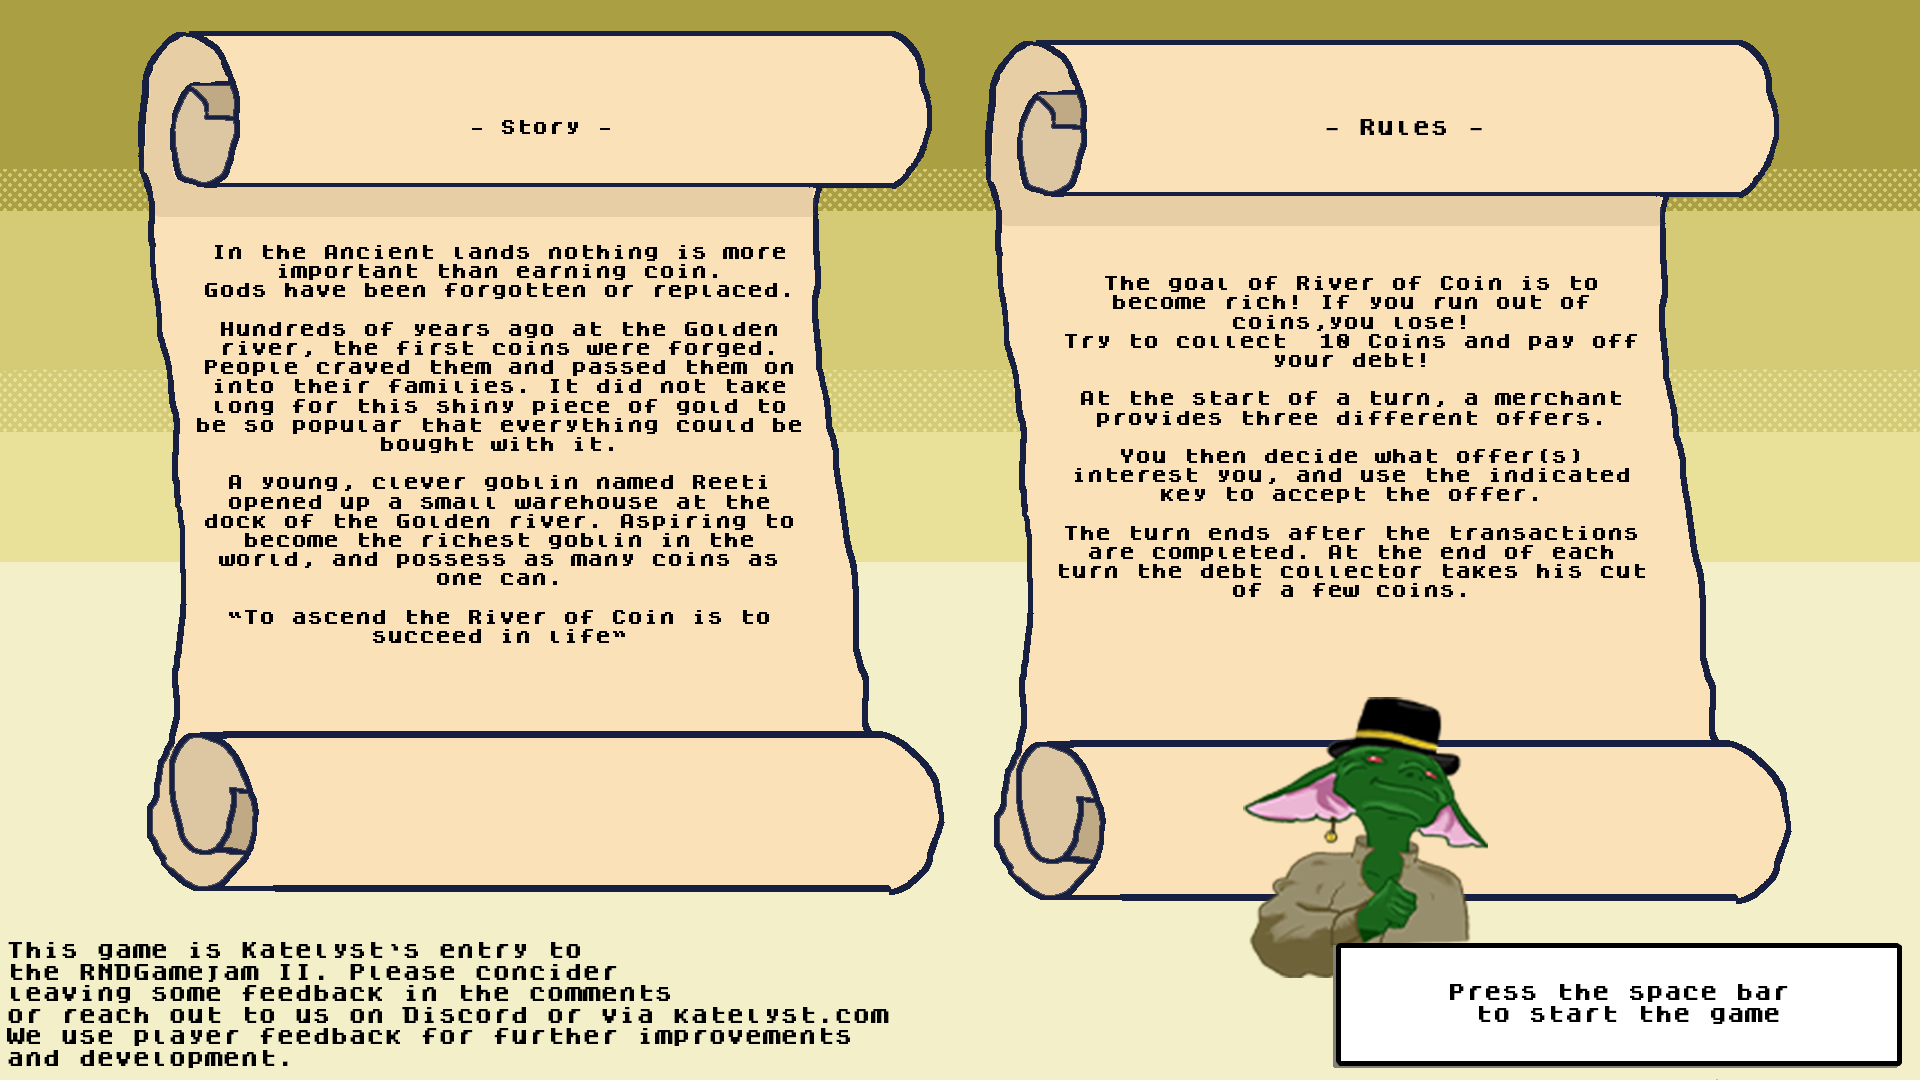 - Story -
In the Ancient lands nothing is more
important than earning coin.
Gods have been forgotten or replaced.
Hundreds of years ago at the Golden
river, the first coins were forged.
People craved them and passed them on
into their families. It did not take
long for this shiny piece of gold to
be so popular that everything could be
bought with it.
A young, clever goblin named Reeti
opened up a small warehouse at the
dock of the Golden river. Aspiring to
become the richest goblin in the
world, and possess as many coins as
one can.
"To ascend the River of Coin is to
succeed in life"
- Rules -
The goal of River of Coin is to
become rich! If you run out of
coins,you lose!
Try to collect  10 Coins and pay off
your debt!
At the start of a turn, a merchant
provides three different offers.
You then decide what offer(s)
interest you, and use the indicated
key to accept the offer.
The turn ends after the transactions
are completed. At the end of each
turn the debt collector takes his cut
of a few coins.
This game is Katelyst's entry to
the RNDGamejam II. Please concider
leaving some feedback in the comments
or reach out to us on Discord or via katelyst.com
We use player feedback for further improvements
and development.
Press the space bar
to start the game